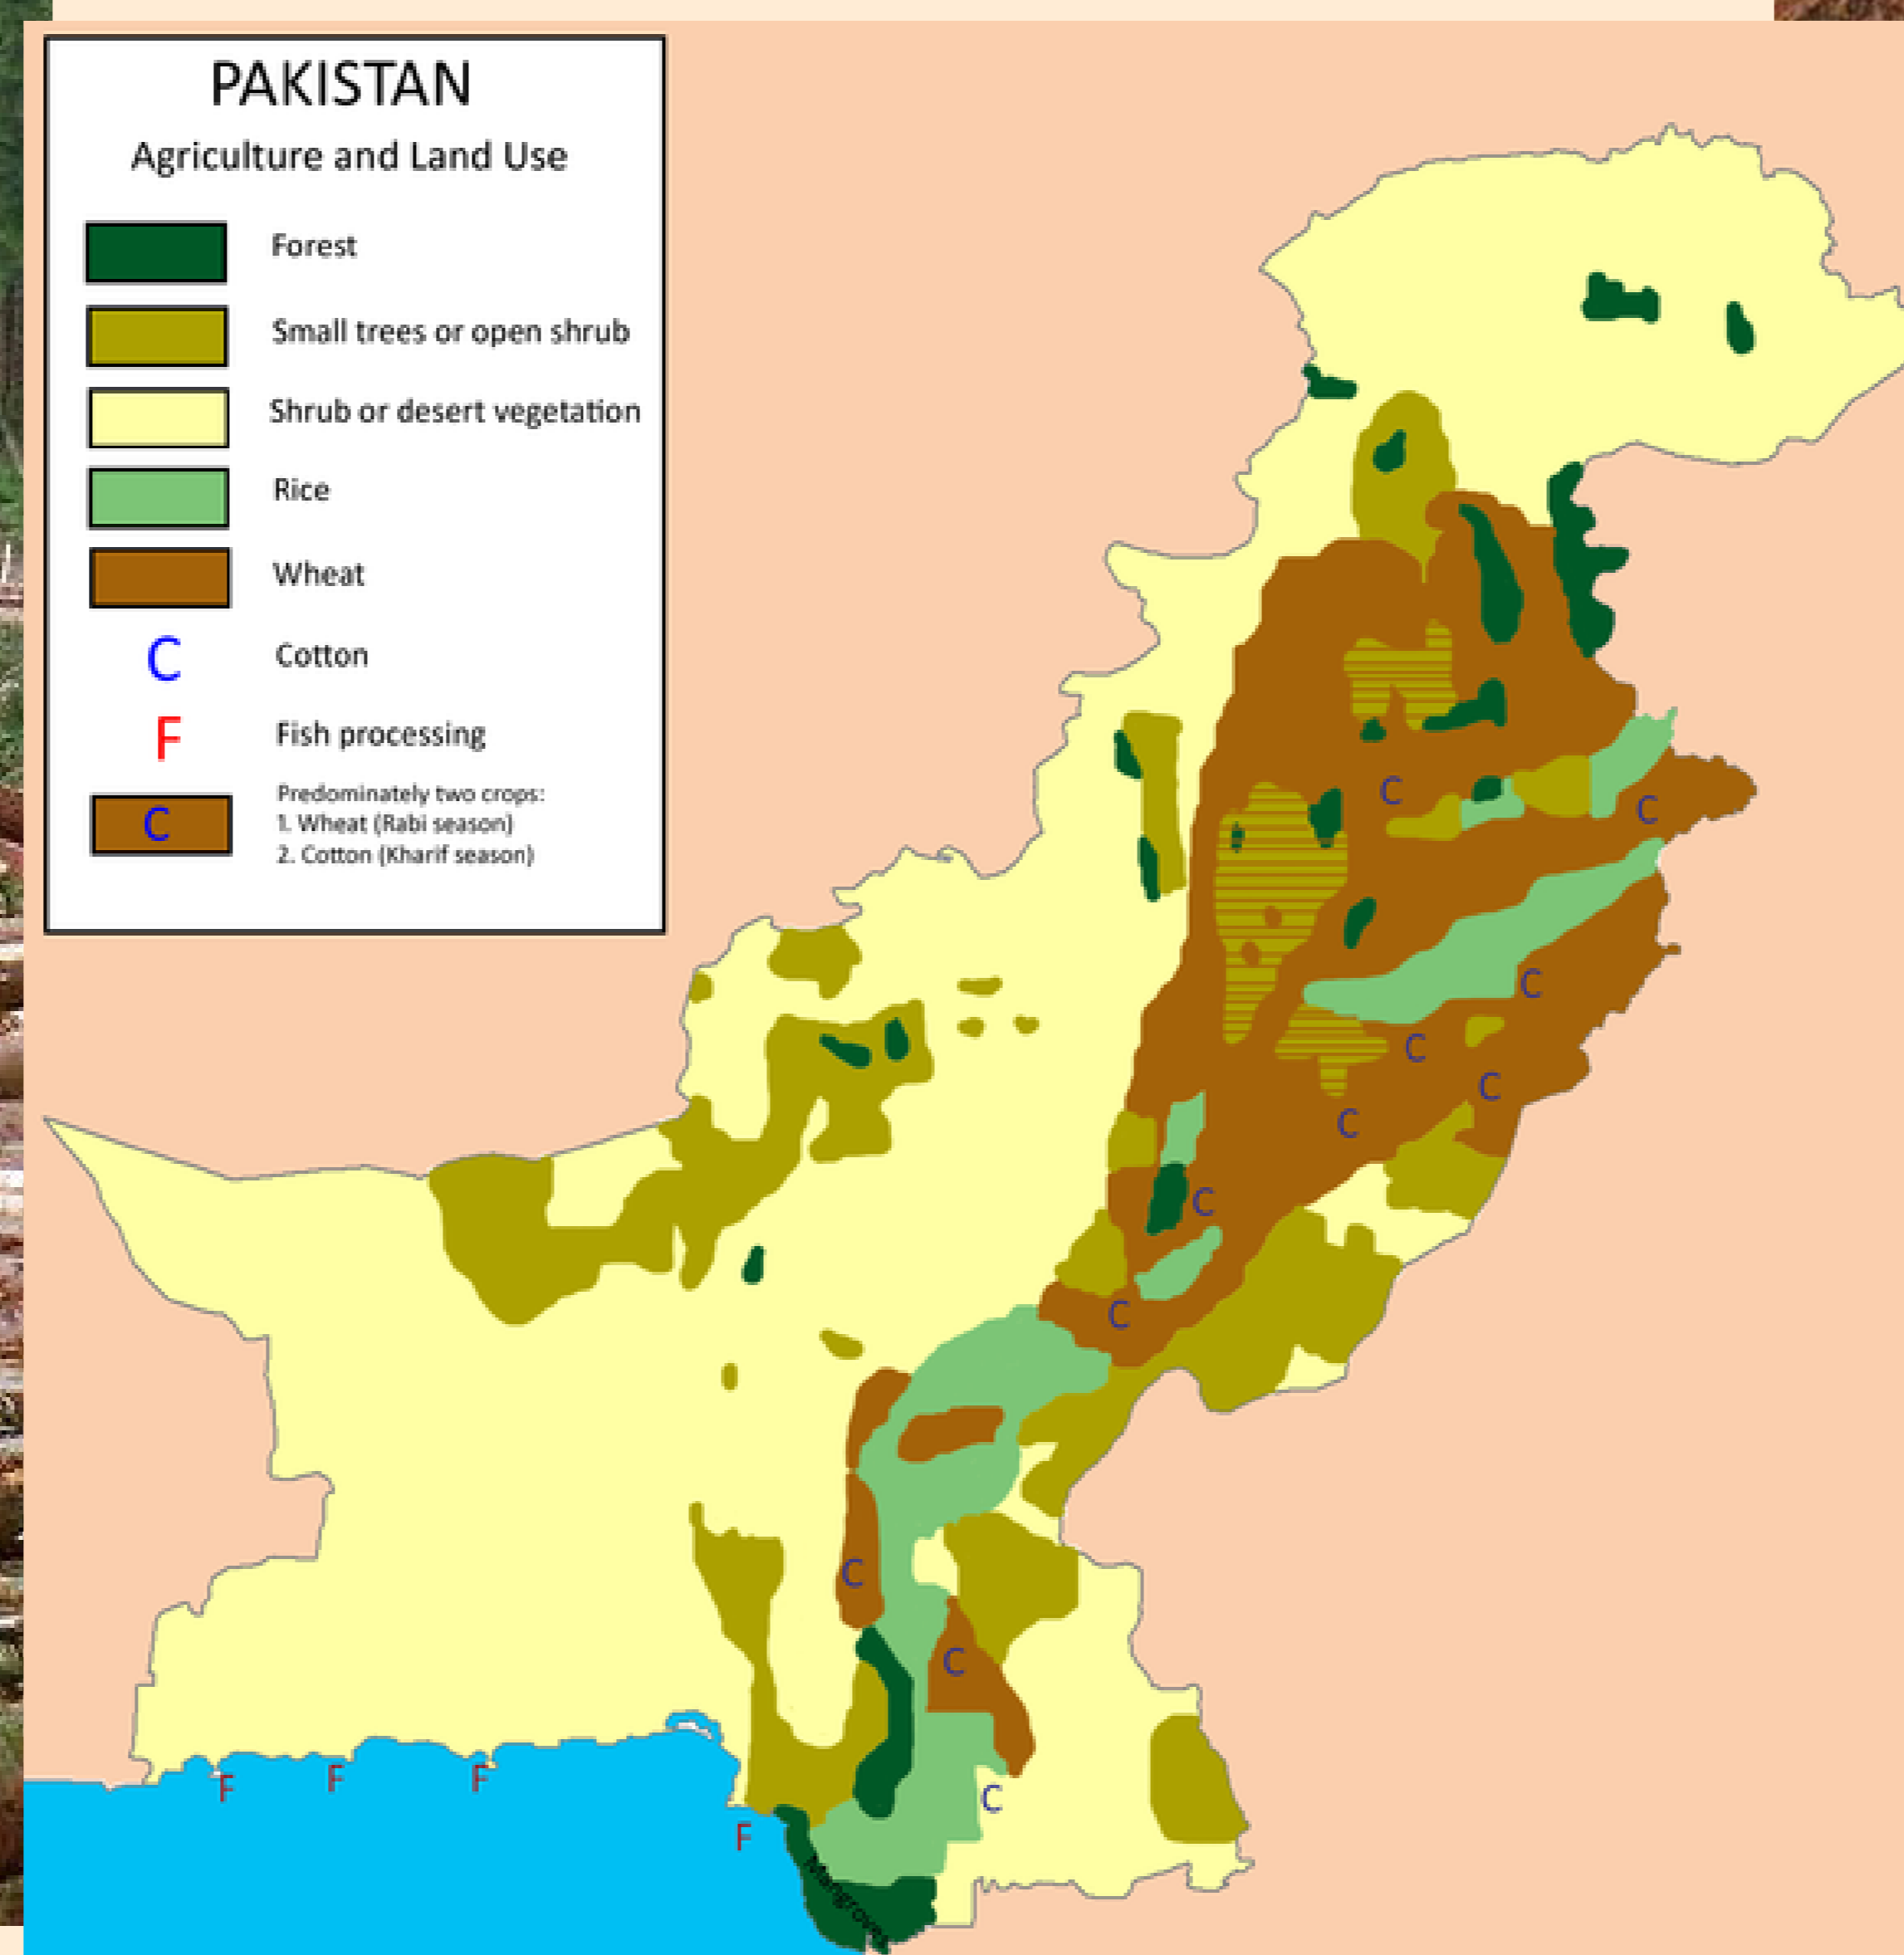 PAKISTAN
Agriculture and Land Use
Forest
Small trees or open shrub
Shrub or desert vegetation
Rice
Wheat
C Cotton
F Fish processing
C Predominately two crops:
1. Wheat (Rabi season)
2. Cotton (Kharif season)
C
C
C
C
C
C
C
C
C
C
F
F
F
C
F
Mangroves